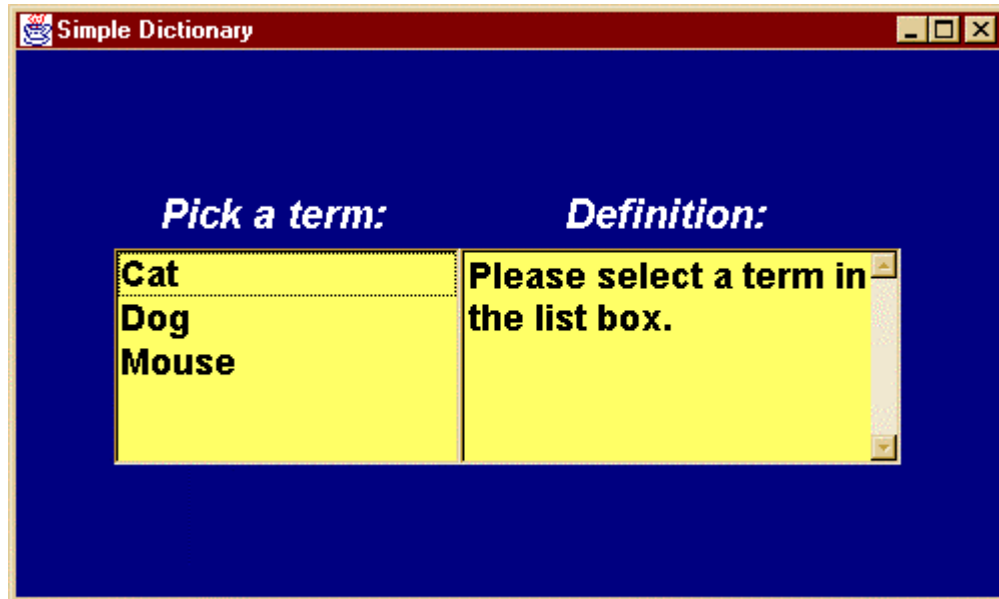 Simple Dictionary
Pick a term:
Definition:
Cat
Dog
Mouse
Please select a term in
the list box.